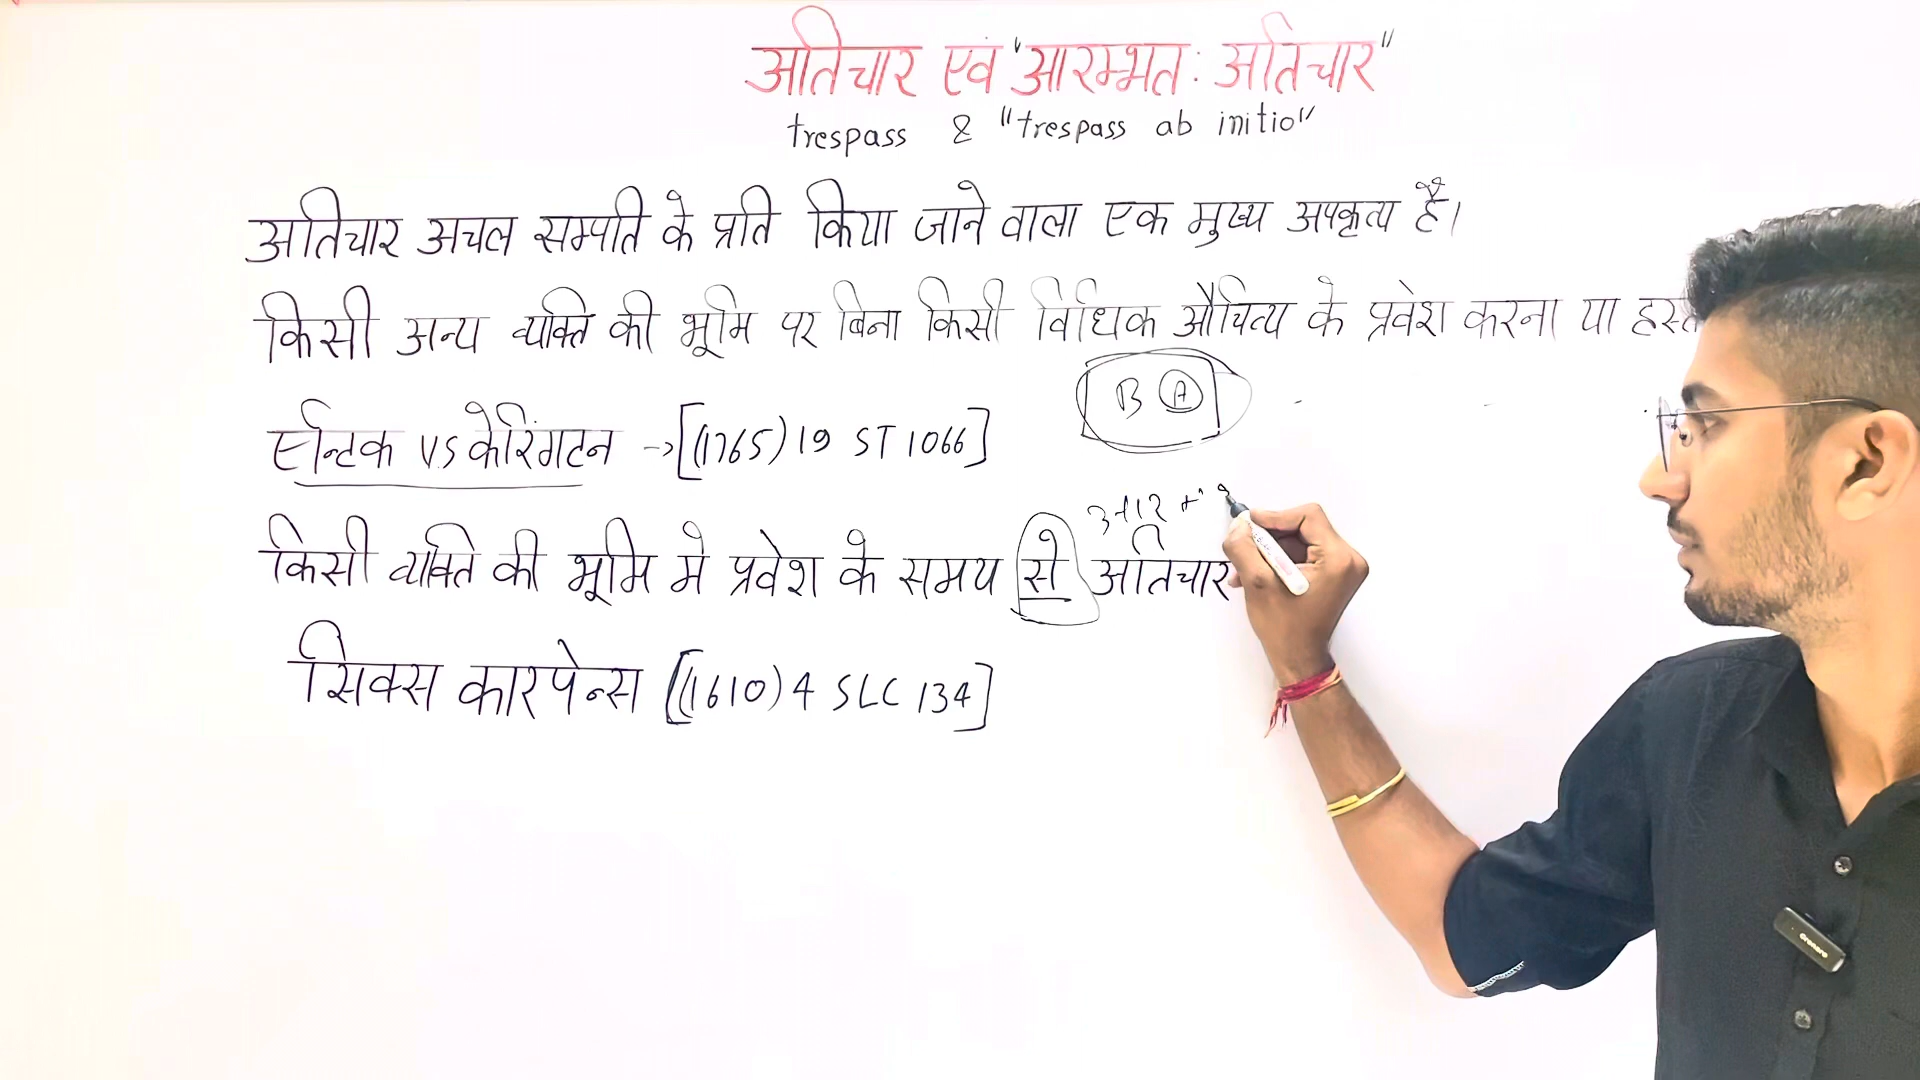 अतिचार एवं "आरम्भतः अतिचार"
trespass & "trespass ab initio"
अतिचार अचल सम्पति के प्रति किया जाने वाला एक मुख्य अपकृत्य है।
किसी अन्य व्यक्ति की भूमि पर बिना किसी विधिक औचित्य के प्रवेश करना या
B A
एन्टिक VS केरिंगटन → [(1765) 19 ST 1066]
किसी व्यक्ति की भूमि मे प्रवेश के समय से अतिचार
सिक्स कारपेन्स [(1610) 4 SLC 134]